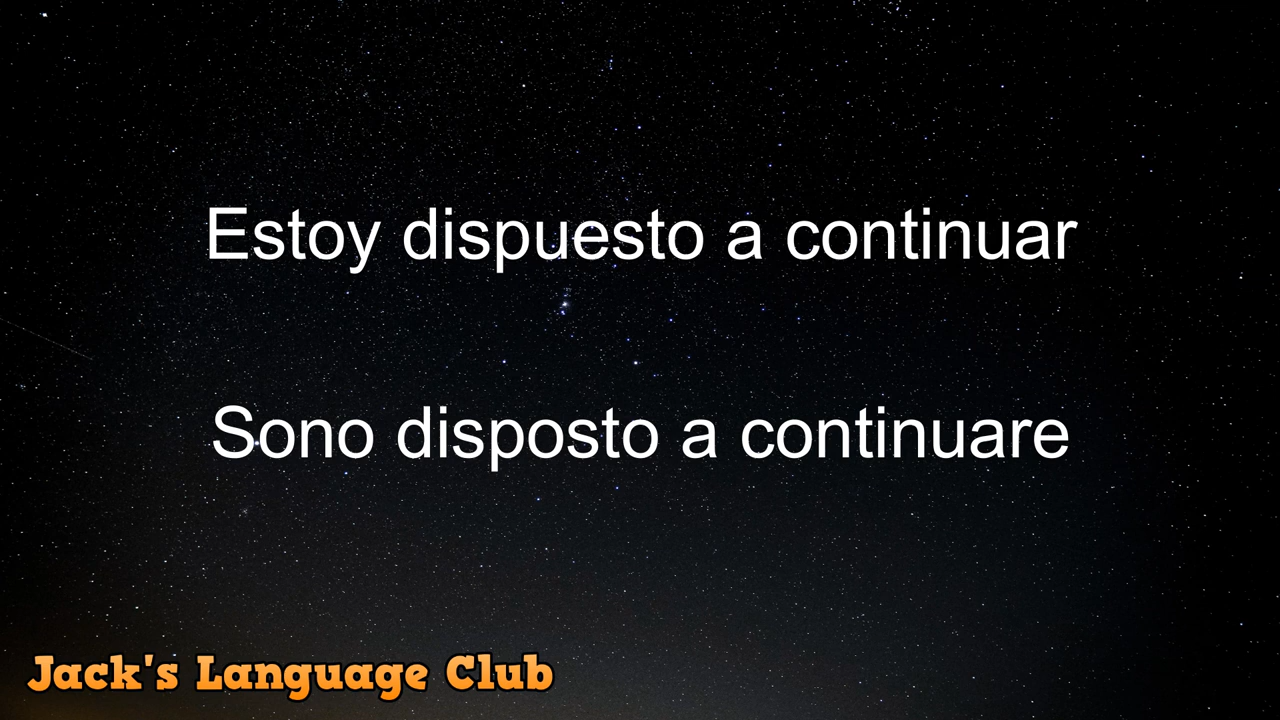 Estoy dispuesto a continuar
Sono disposto a continuare
Jack's Language Club